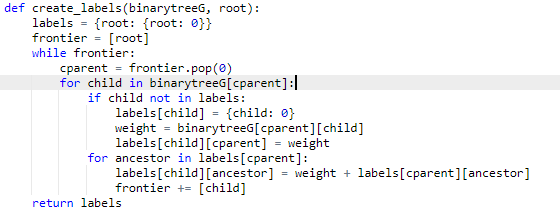 def create_labels(binarytreeG, root):
    labels = {root: {root: 0}}
    frontier = [root]
    while frontier:
        cparent = frontier.pop(0)
        for child in binarytreeG[cparent]:
            if child not in labels:
                labels[child] = {child: 0}
                weight = binarytreeG[cparent][child]
                labels[child][cparent] = weight
            for ancestor in labels[cparent]:
                labels[child][ancestor] = weight + labels[cparent][ancestor]
                frontier += [child]
    return labels